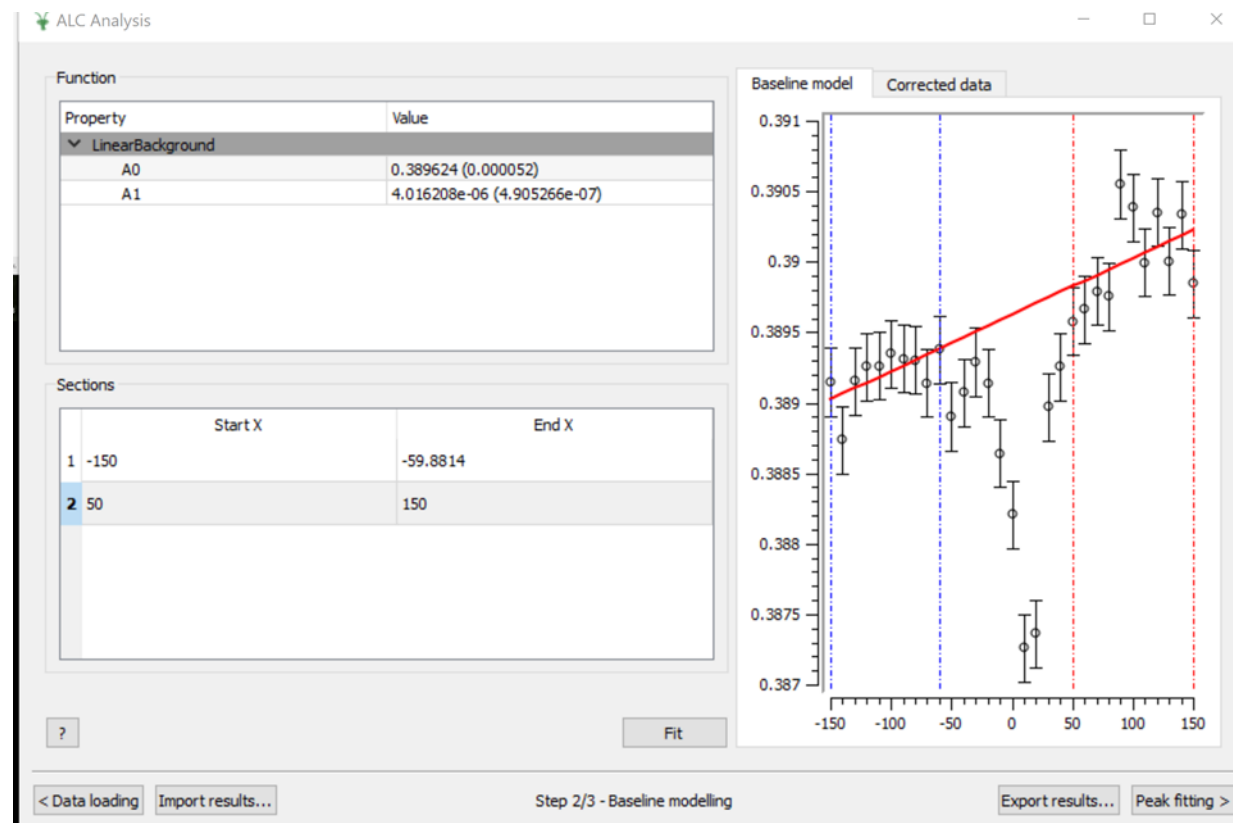 ALC Analysis
Function
Property Value
LinearBackground
A0 0.389624 (0.000052)
A1 4.016208e-06 (4.905266e-07)
Sections
Start X End X
1 -150 -59.8814
2 50 150
? Fit
Baseline model Corrected data
0.391
0.3905
0.39
0.3895
0.389
0.3885
0.388
0.3875
0.387
-150 -100 -50 0 50 100 150
< Data loading Import results... Step 2/3 - Baseline modelling Export results... Peak fitting >